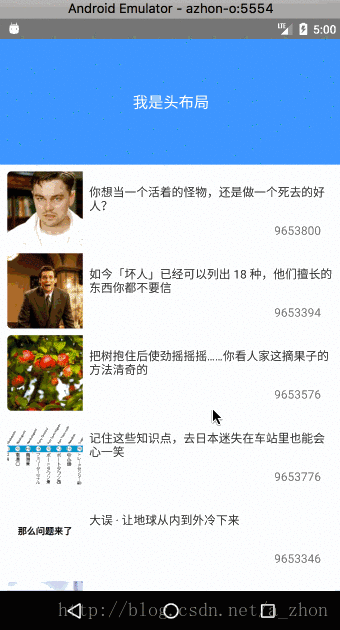 Android Emulator - azhon-o:5554
LTE 5:00
我是头布局
你想当一个活着的怪物，还是做一个死去的好
人？
9653800
如今「坏人」已经可以列出 18 种，他们擅长的
东西你都不要信
9653394
把树抱住后使劲摇摇摇……你看人家这摘果子的
方法清奇的
9653576
记住这些知识点，去日本迷失在车站里也能会
心一笑
9653776
那么问题来了
大误 · 让地球从内到外冷下来
9653346
http://blog.csdn.net/a_zhon